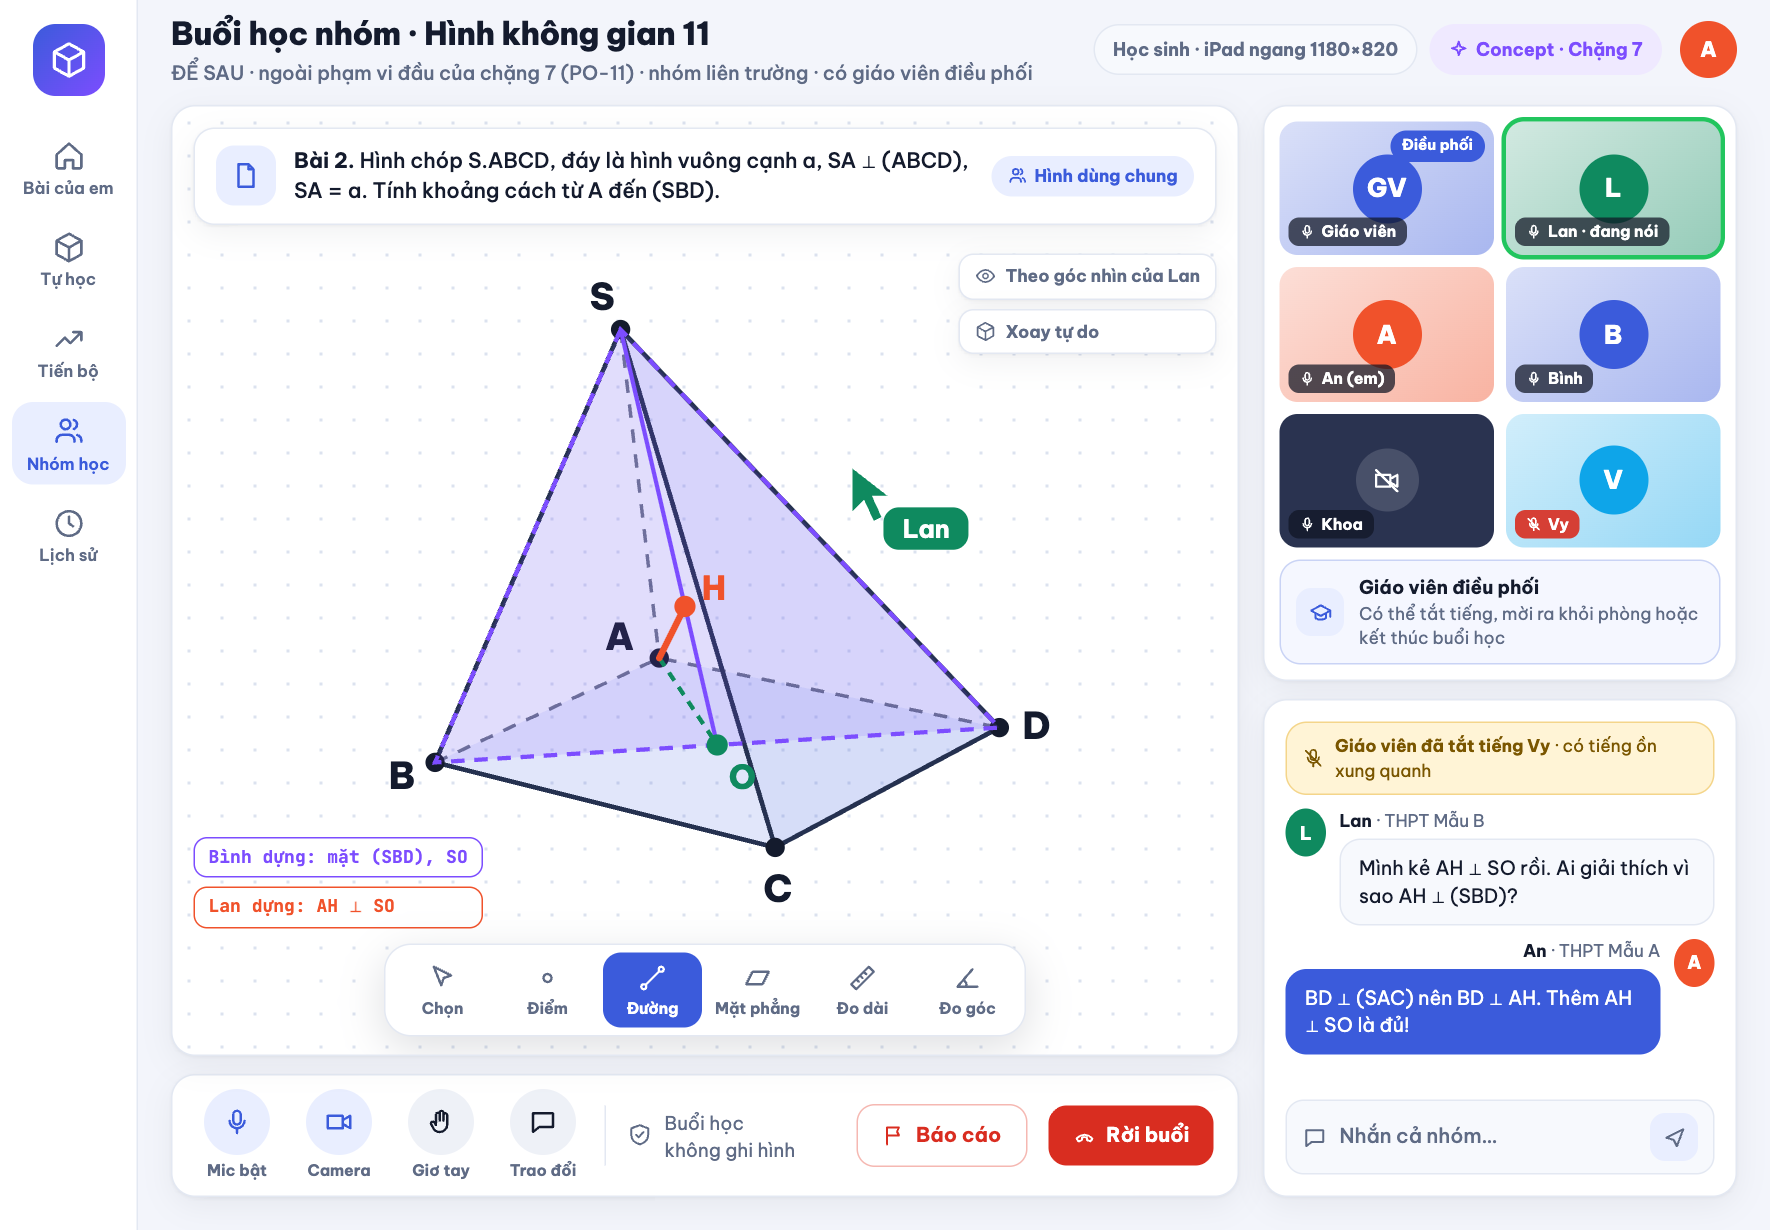 Buổi học nhóm · Hình không gian 11
ĐỂ SAU · ngoài phạm vi đầu của chặng 7 (PO-11) · nhóm liên trường · có giáo viên điều phối
Học sinh · iPad ngang 1180×820
Concept · Chặng 7
A
Bài của em
Tự học
Tiến bộ
Nhóm học
Lịch sử
Bài 2. Hình chóp S.ABCD, đáy là hình vuông cạnh a, SA ⊥ (ABCD),
SA = a. Tính khoảng cách từ A đến (SBD).
Hình dùng chung
Theo góc nhìn của Lan
Xoay tự do
S
Lan
H
A
D
B
O
C
Bình dựng: mặt (SBD), SO
Lan dựng: AH ⊥ SO
Chọn
Điểm
Đường
Mặt phẳng
Đo dài
Đo góc
Mic bật
Camera
Giơ tay
Trao đổi
Buổi học
không ghi hình
Báo cáo
Rời buổi
Điều phối
GV
Giáo viên
L
Lan · đang nói
A
An (em)
B
Bình
Khoa
V
Vy
Giáo viên điều phối
Có thể tắt tiếng, mời ra khỏi phòng hoặc
kết thúc buổi học
Giáo viên đã tắt tiếng Vy · có tiếng ồn
xung quanh
L
Lan · THPT Mẫu B
Mình kẻ AH ⊥ SO rồi. Ai giải thích vì
sao AH ⊥ (SBD)?
An · THPT Mẫu A
A
BD ⊥ (SAC) nên BD ⊥ AH. Thêm AH
⊥ SO là đủ!
Nhắn cả nhóm...